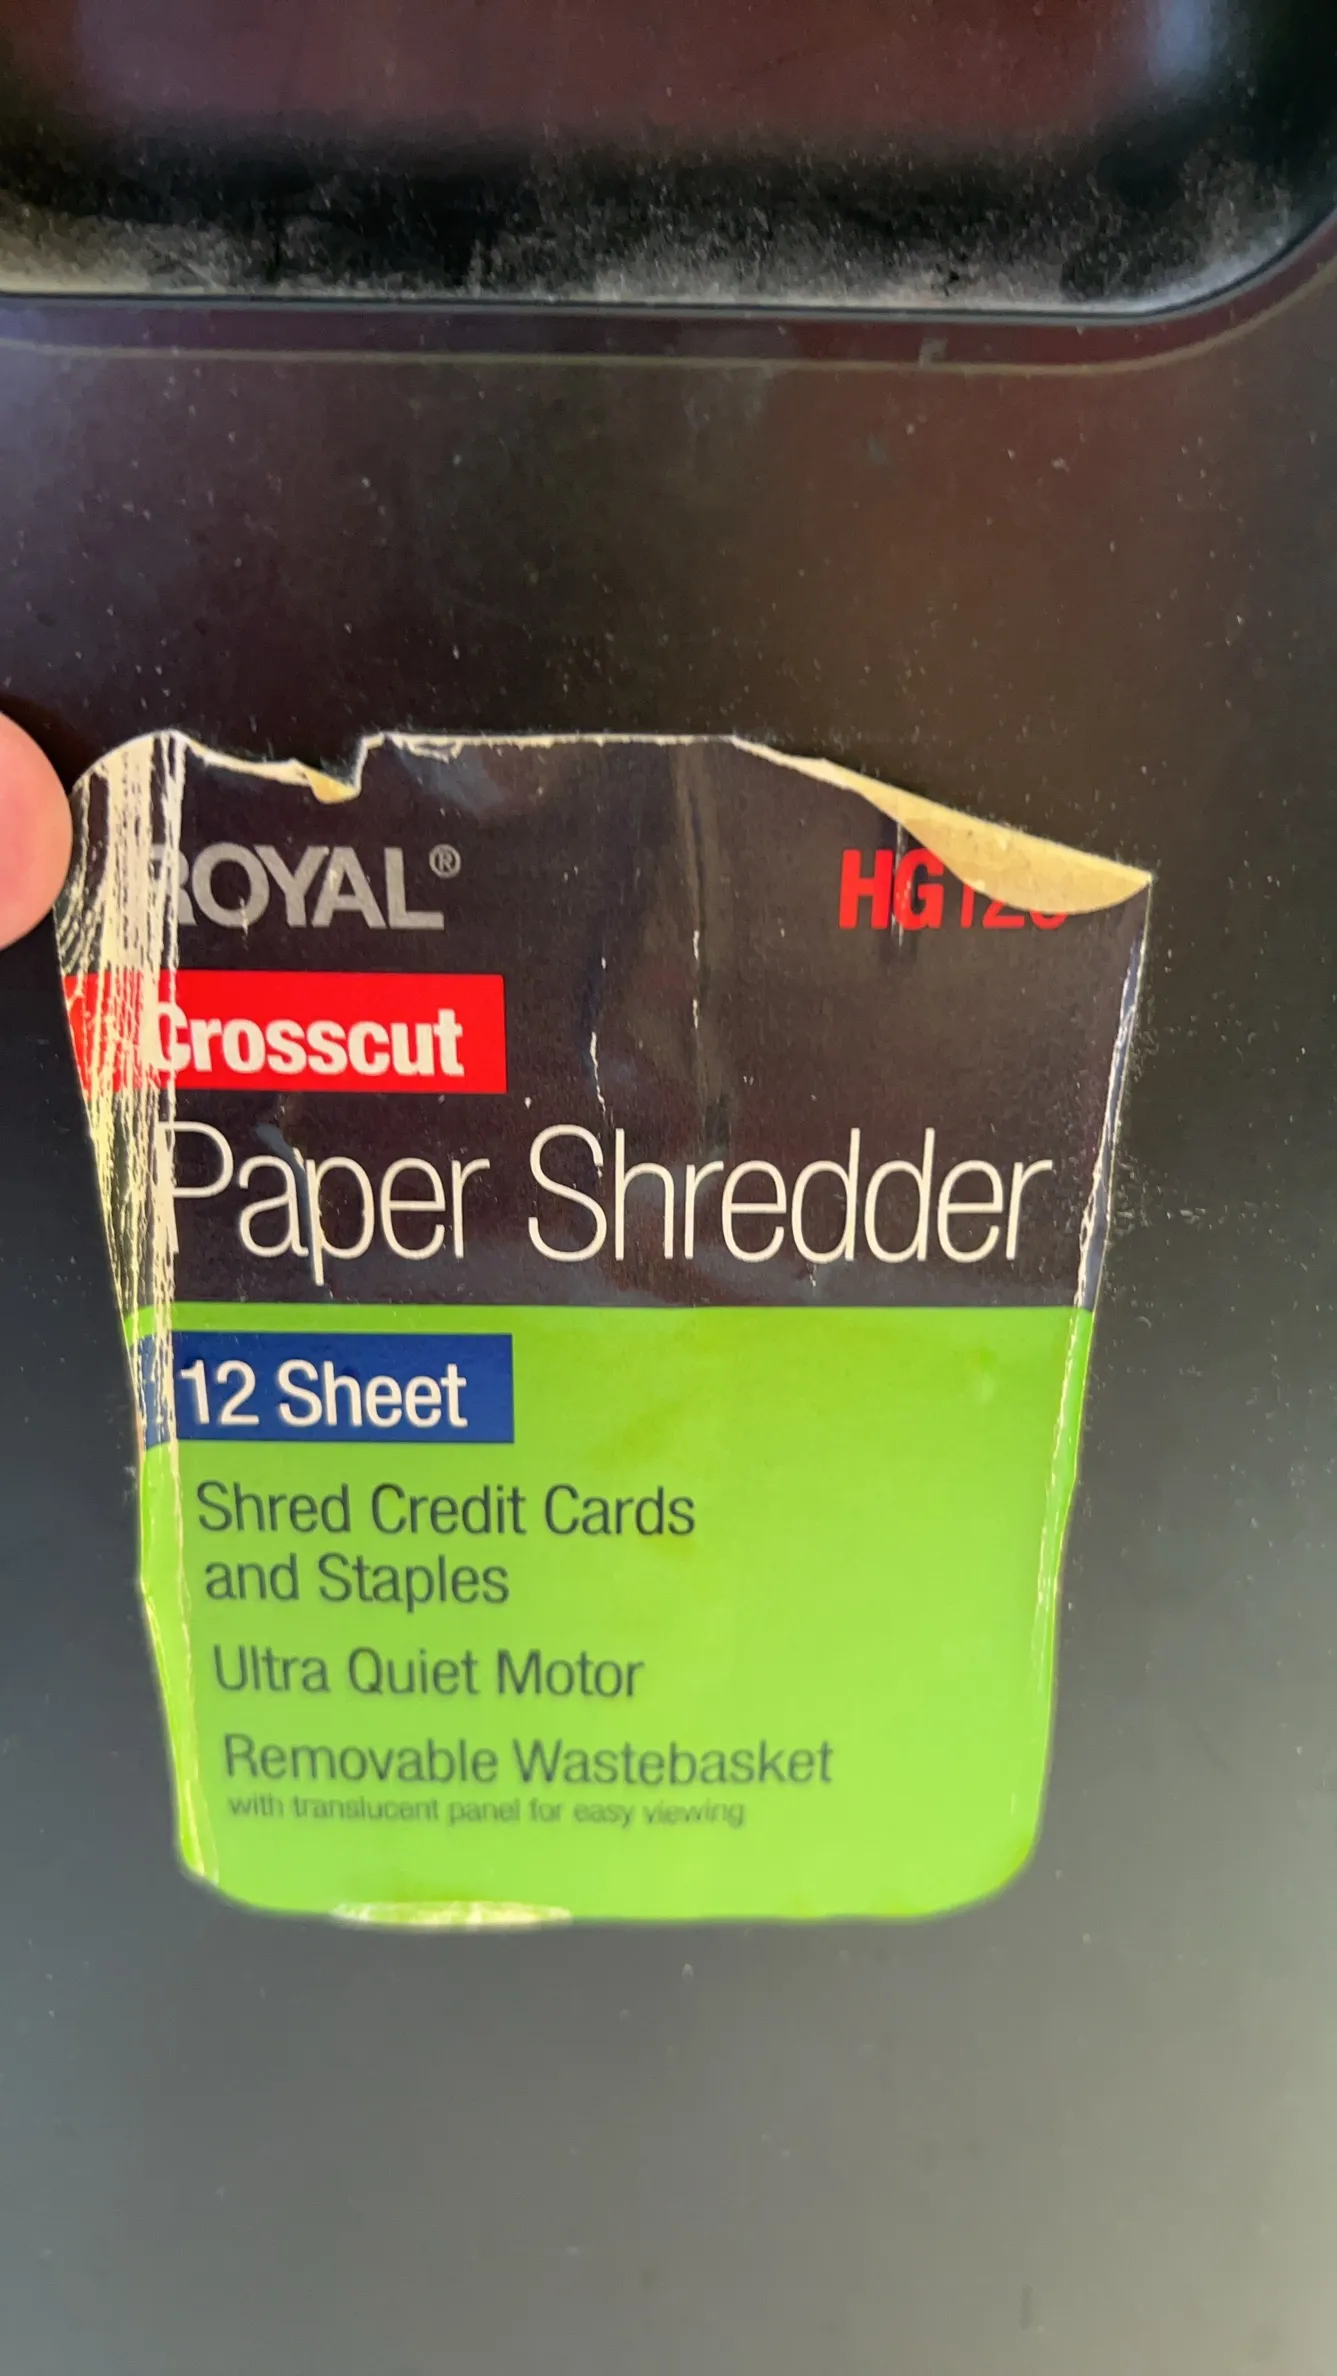 ROYAL®
Crosscut
Paper Shredder
12 Sheet
Shred Credit Cards
and Staples
Ultra Quiet Motor
Removable Wastebasket
with translucent panel for easy viewing